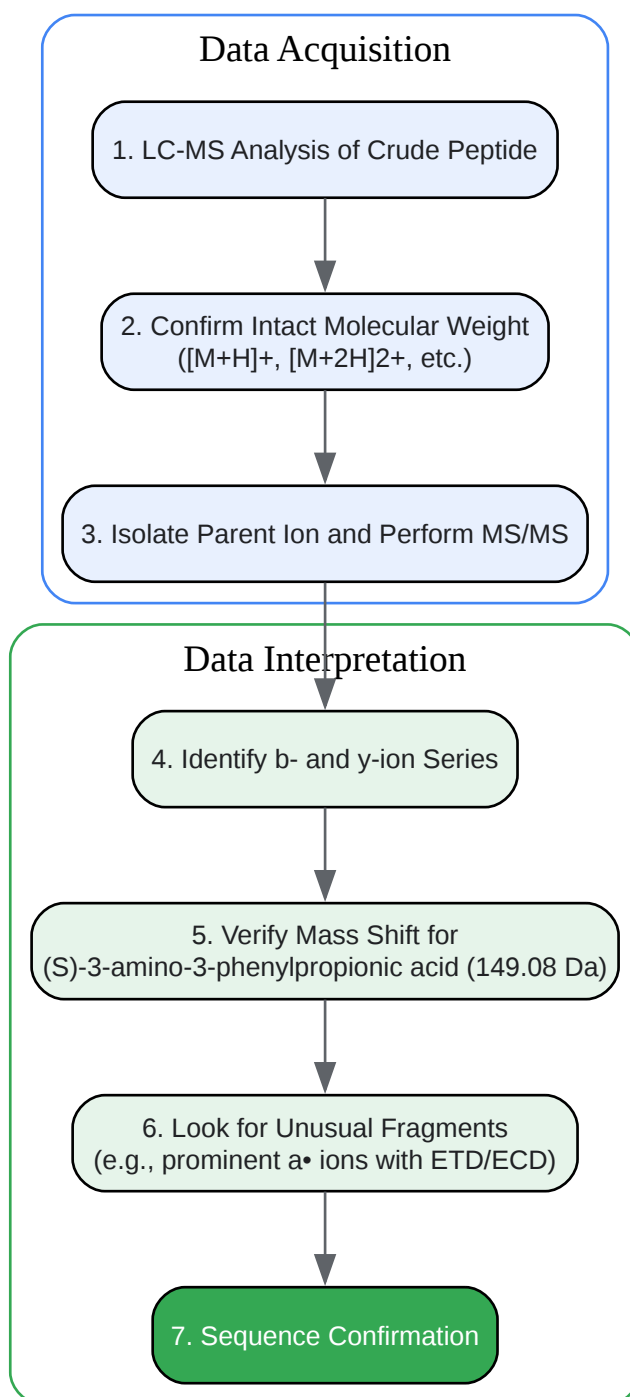 Data Acquisition
1. LC-MS Analysis of Crude Peptide
2. Confirm Intact Molecular Weight
([M+H]+, [M+2H]2+, etc.)
3. Isolate Parent Ion and Perform MS/MS
Data Interpretation
4. Identify b- and y-ion Series
5. Verify Mass Shift for
(S)-3-amino-3-phenylpropionic acid (149.08 Da)
6. Look for Unusual Fragments
(e.g., prominent a• ions with ETD/ECD)
7. Sequence Confirmation